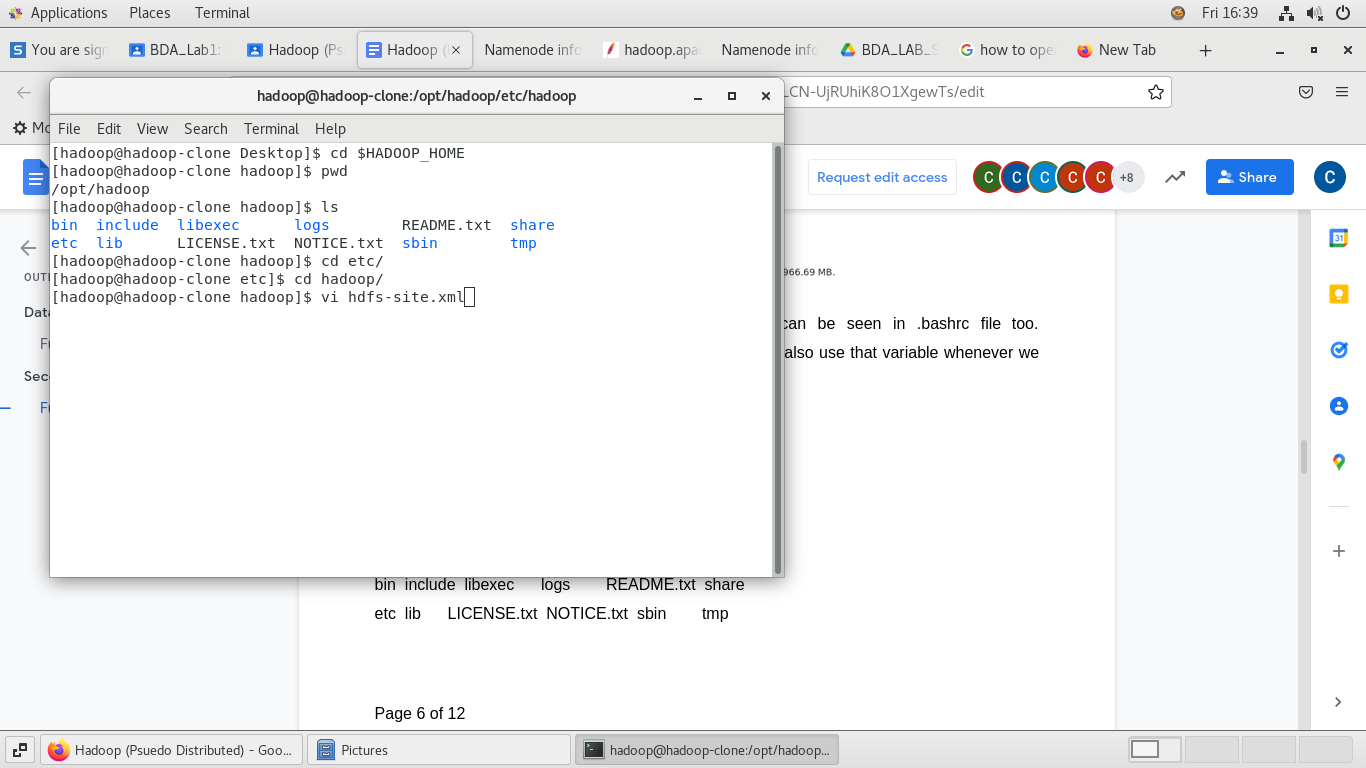 Applications Places Terminal Fri 16:39
You are sig BDA_Lab1: Hadoop (Ps Hadoop ( Namenode info hadoop.apa Namenode info BDA_LAB_S how to ope New Tab
LCN-UjRUhiK8O1XgewTs/edit
Mo
hadoop@hadoop-clone:/opt/hadoop/etc/hadoop
File Edit View Search Terminal Help
[hadoop@hadoop-clone Desktop]$ cd $HADOOP_HOME
[hadoop@hadoop-clone hadoop]$ pwd
/opt/hadoop
[hadoop@hadoop-clone hadoop]$ ls
bin include libexec logs README.txt share
etc lib LICENSE.txt NOTICE.txt sbin tmp
[hadoop@hadoop-clone hadoop]$ cd etc/
[hadoop@hadoop-clone etc]$ cd hadoop/
[hadoop@hadoop-clone hadoop]$ vi hdfs-site.xml
Request edit access C C C C C +8 Share C
31
OUT
Data
Fu
Sec
Fu
966.69 MB.
can be seen in .bashrc file too.
also use that variable whenever we
bin include libexec logs README.txt share
etc lib LICENSE.txt NOTICE.txt sbin tmp
Page 6 of 12
Hadoop (Psuedo Distributed) - Goo... Pictures hadoop@hadoop-clone:/opt/hadoop...